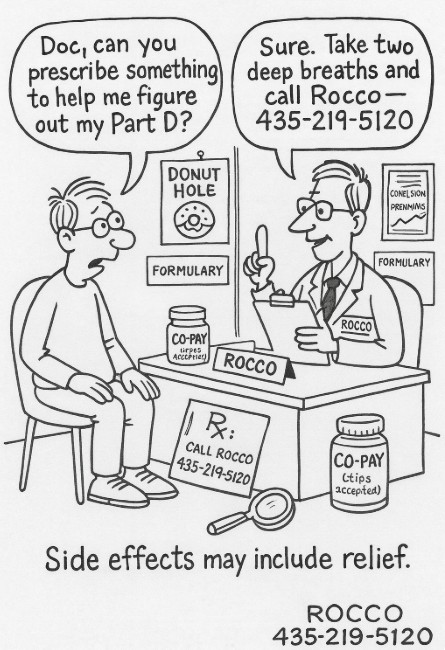 Doc, can you
prescribe something
to help me figure
out my Part D?
Sure. Take two
deep breaths and
call Rocco—
435-219-5120
DONUT
HOLE
FORMULARY
CONELSION
PRENMINS
FORMULARY
ROCCO
CO-PAY
ROCCO
Rx:
CALL ROCCO
435-219-5120
CO-PAY
(tips
accepted)
Side effects may include relief.
ROCCO
435-219-5120